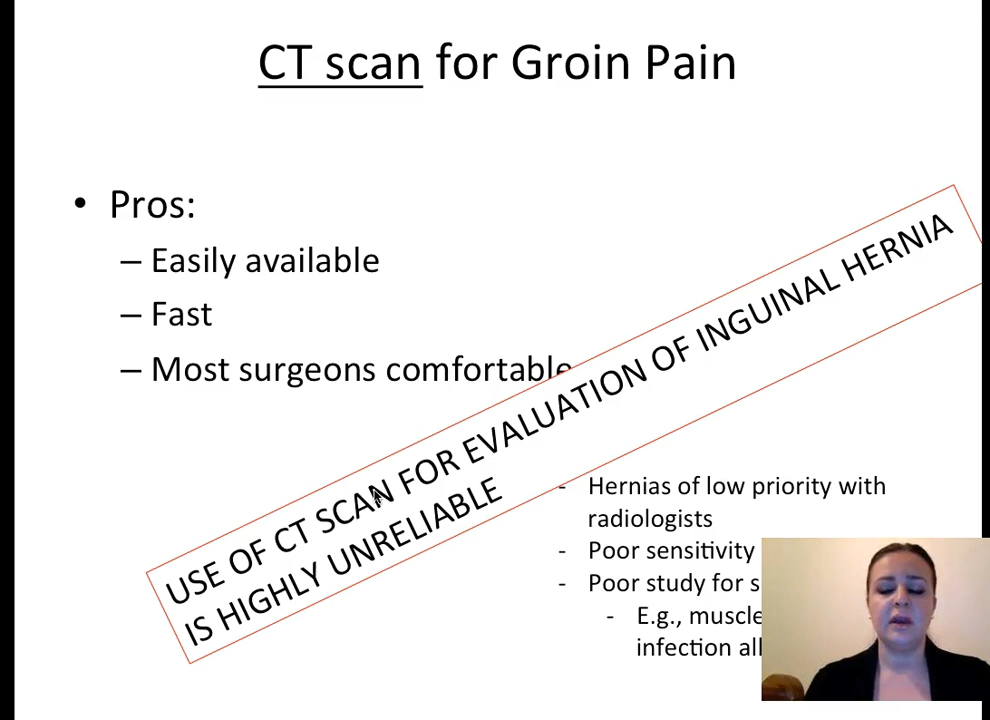 CT scan for Groin Pain
• Pros:
– Easily available
– Fast
– Most surgeons comfortable
USE OF CT SCAN FOR EVALUATION OF INGUINAL HERNIA
IS HIGHLY UNRELIABLE
- Hernias of low priority with
radiologists
- Poor sensitivity
- Poor study for
- E.g., muscle
infection